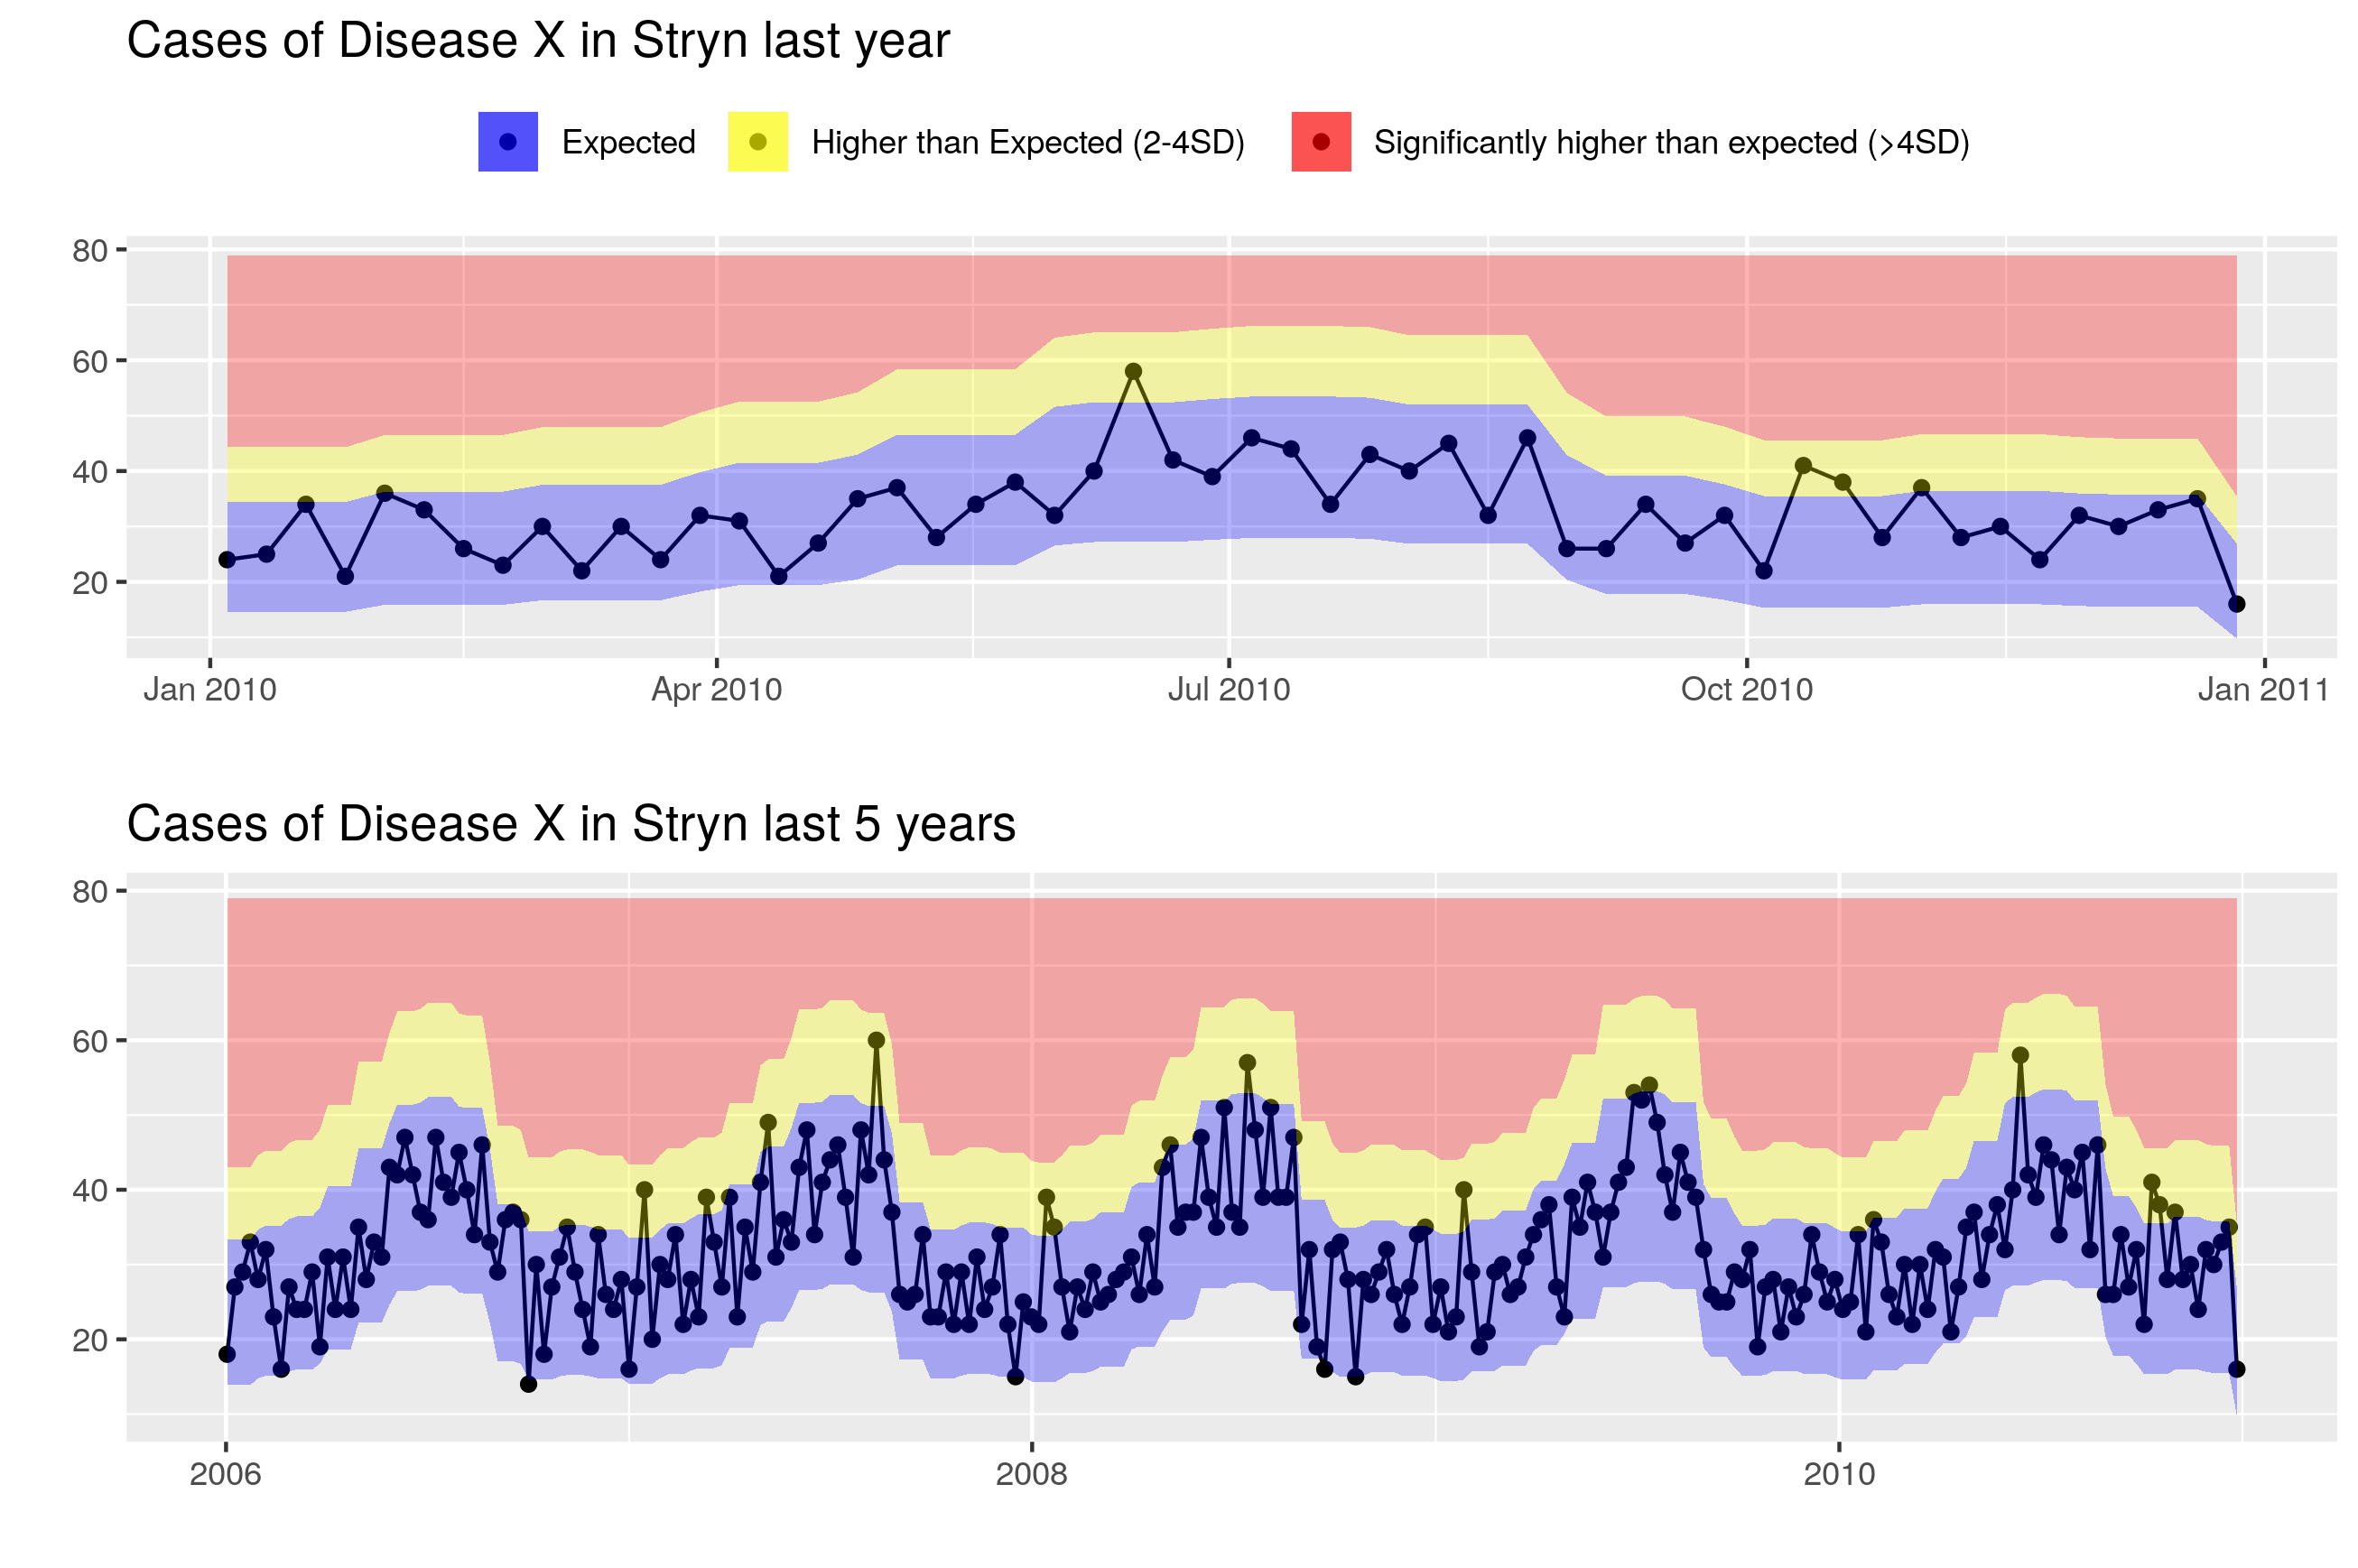 Cases of Disease X in Stryn last year
Expected Higher than Expected (2-4SD) Significantly higher than expected (>4SD)
80
60
40
20
Jan 2010 Apr 2010 Jul 2010 Oct 2010 Jan 2011
Cases of Disease X in Stryn last 5 years
80
60
40
20
2006 2008 2010